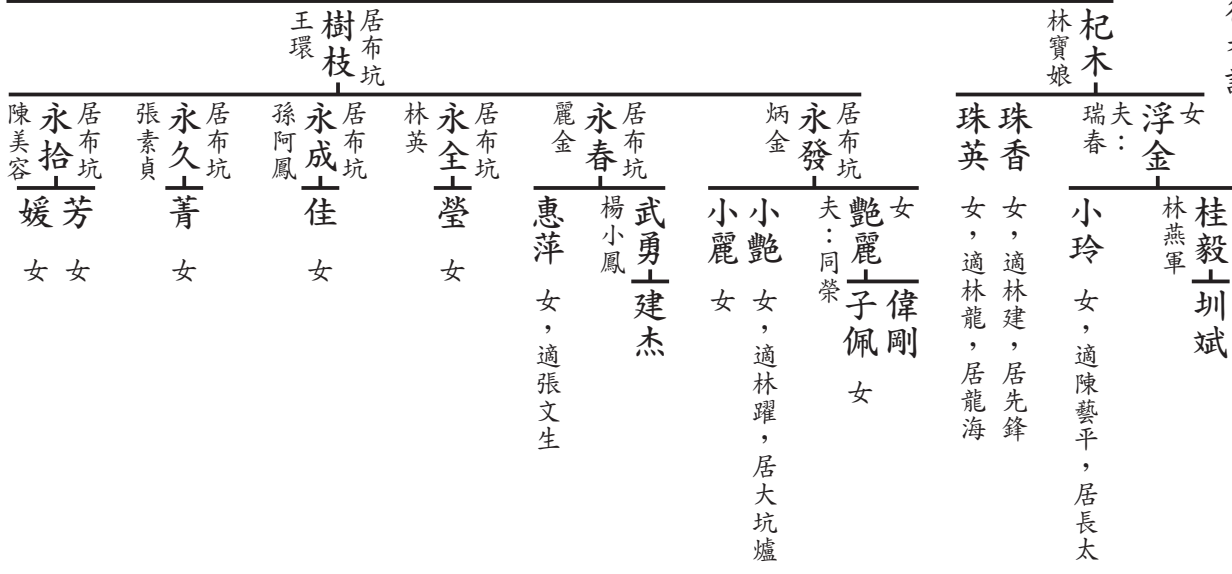 杞木
林寶娘
女
浮金
夫：
瑞春
桂毅
林燕軍
圳斌
小玲 女，適陳藝平，居長太
珠香 女，適林建，居先鋒
珠英 女，適林龍，居龍海
居布坑
樹枝
王環
居布坑
永發
炳金
女
艷麗
夫：同榮
偉剛
子佩 女
小艷 女，適林躍，居大坑爐
小麗 女
居布坑
永春
麗金
武勇
楊小鳳
建杰
惠萍 女，適張文生
居布坑
永全
林英
瑩 女
居布坑
永成
孫阿鳳
佳 女
居布坑
永久
張素貞
菁 女
居布坑
永拾
陳美容
芳 女
媛 女